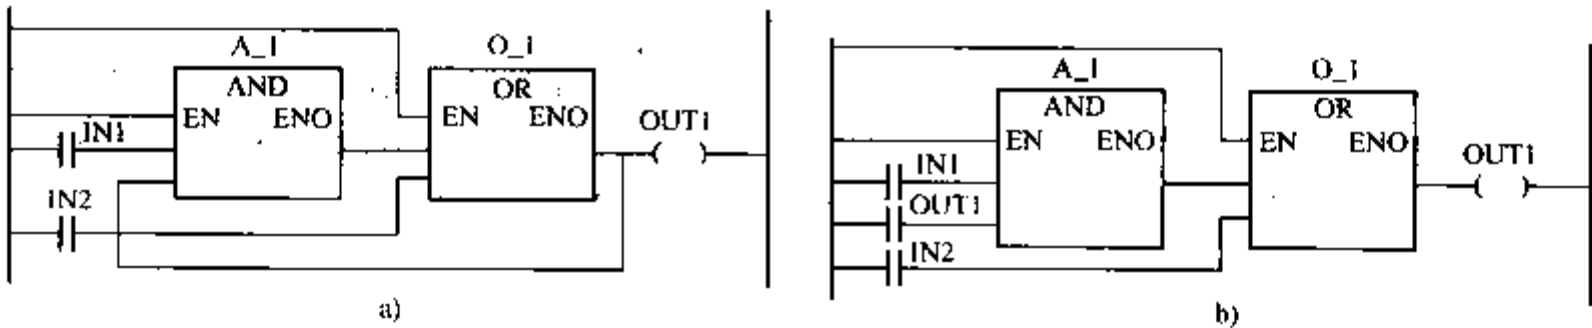 A_1
AND
EN
ENO
IN1
IN2
O_1
OR
EN
ENO
OUT1
a)
A_1
AND
EN
ENO
IN1
OUT1
IN2
O_1
OR
EN
ENO
OUT1
b)